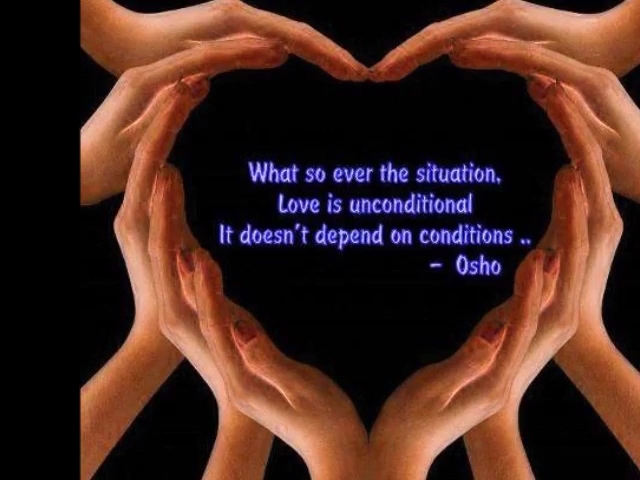 What so ever the situation,
Love is unconditional
It doesn't depend on conditions ..
- Osho